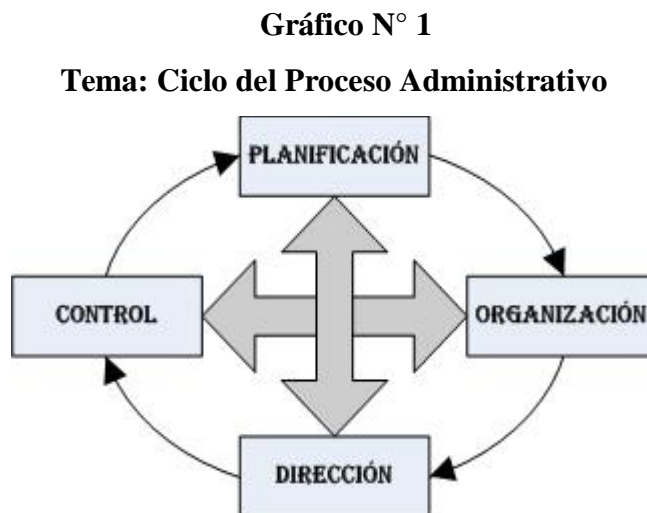 Gráfico N° 1
Tema: Ciclo del Proceso Administrativo
PLANIFICACIÓN
CONTROL
ORGANIZACIÓN
DIRECCIÓN